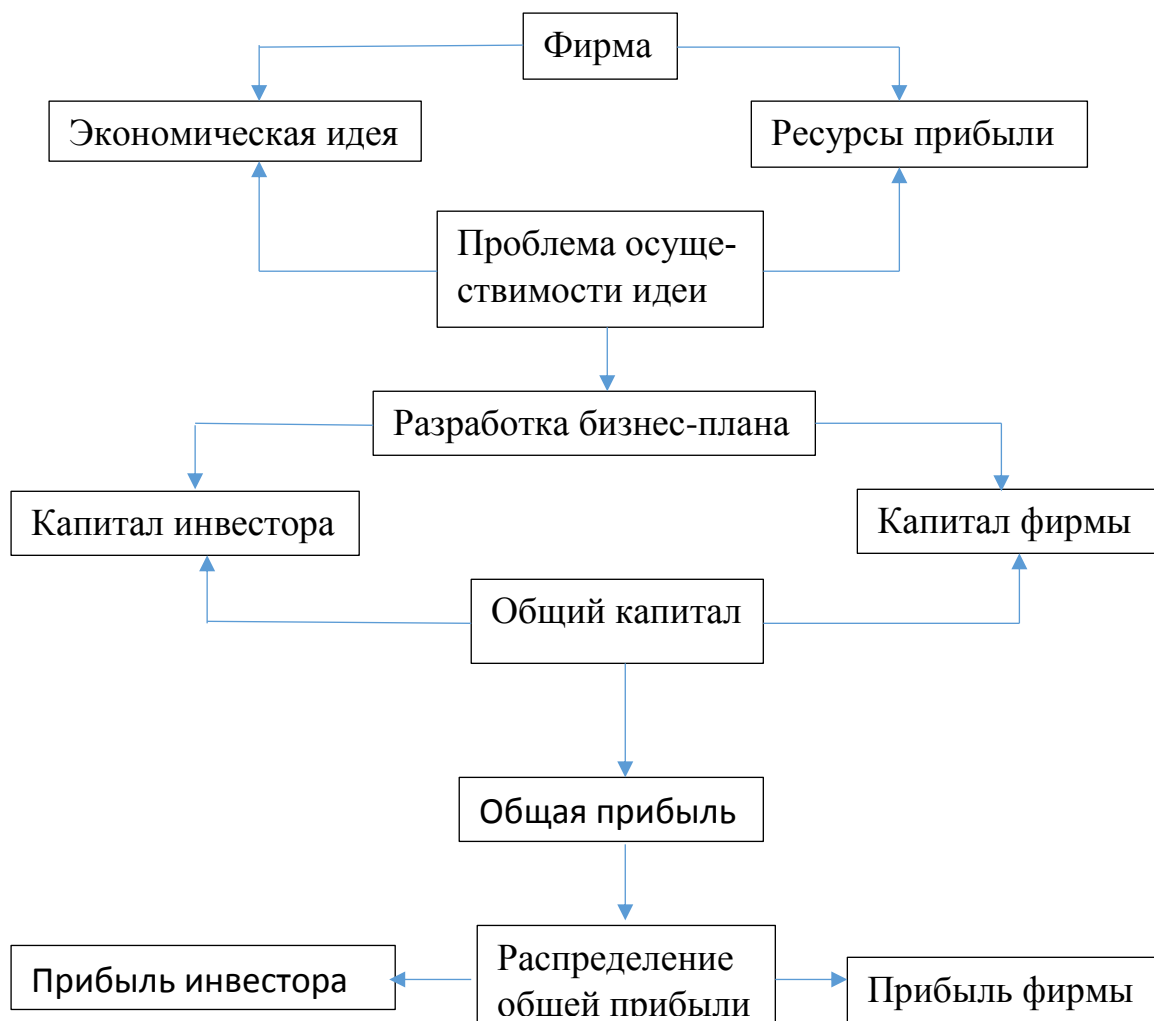 Фирма
Экономическая идея
Ресурсы прибыли
Проблема осуще-
ствимости идеи
Разработка бизнес-плана
Капитал инвестора
Капитал фирмы
Общий капитал
Общая прибыль
Распределение
общей прибыли
Прибыль инвестора
Прибыль фирмы